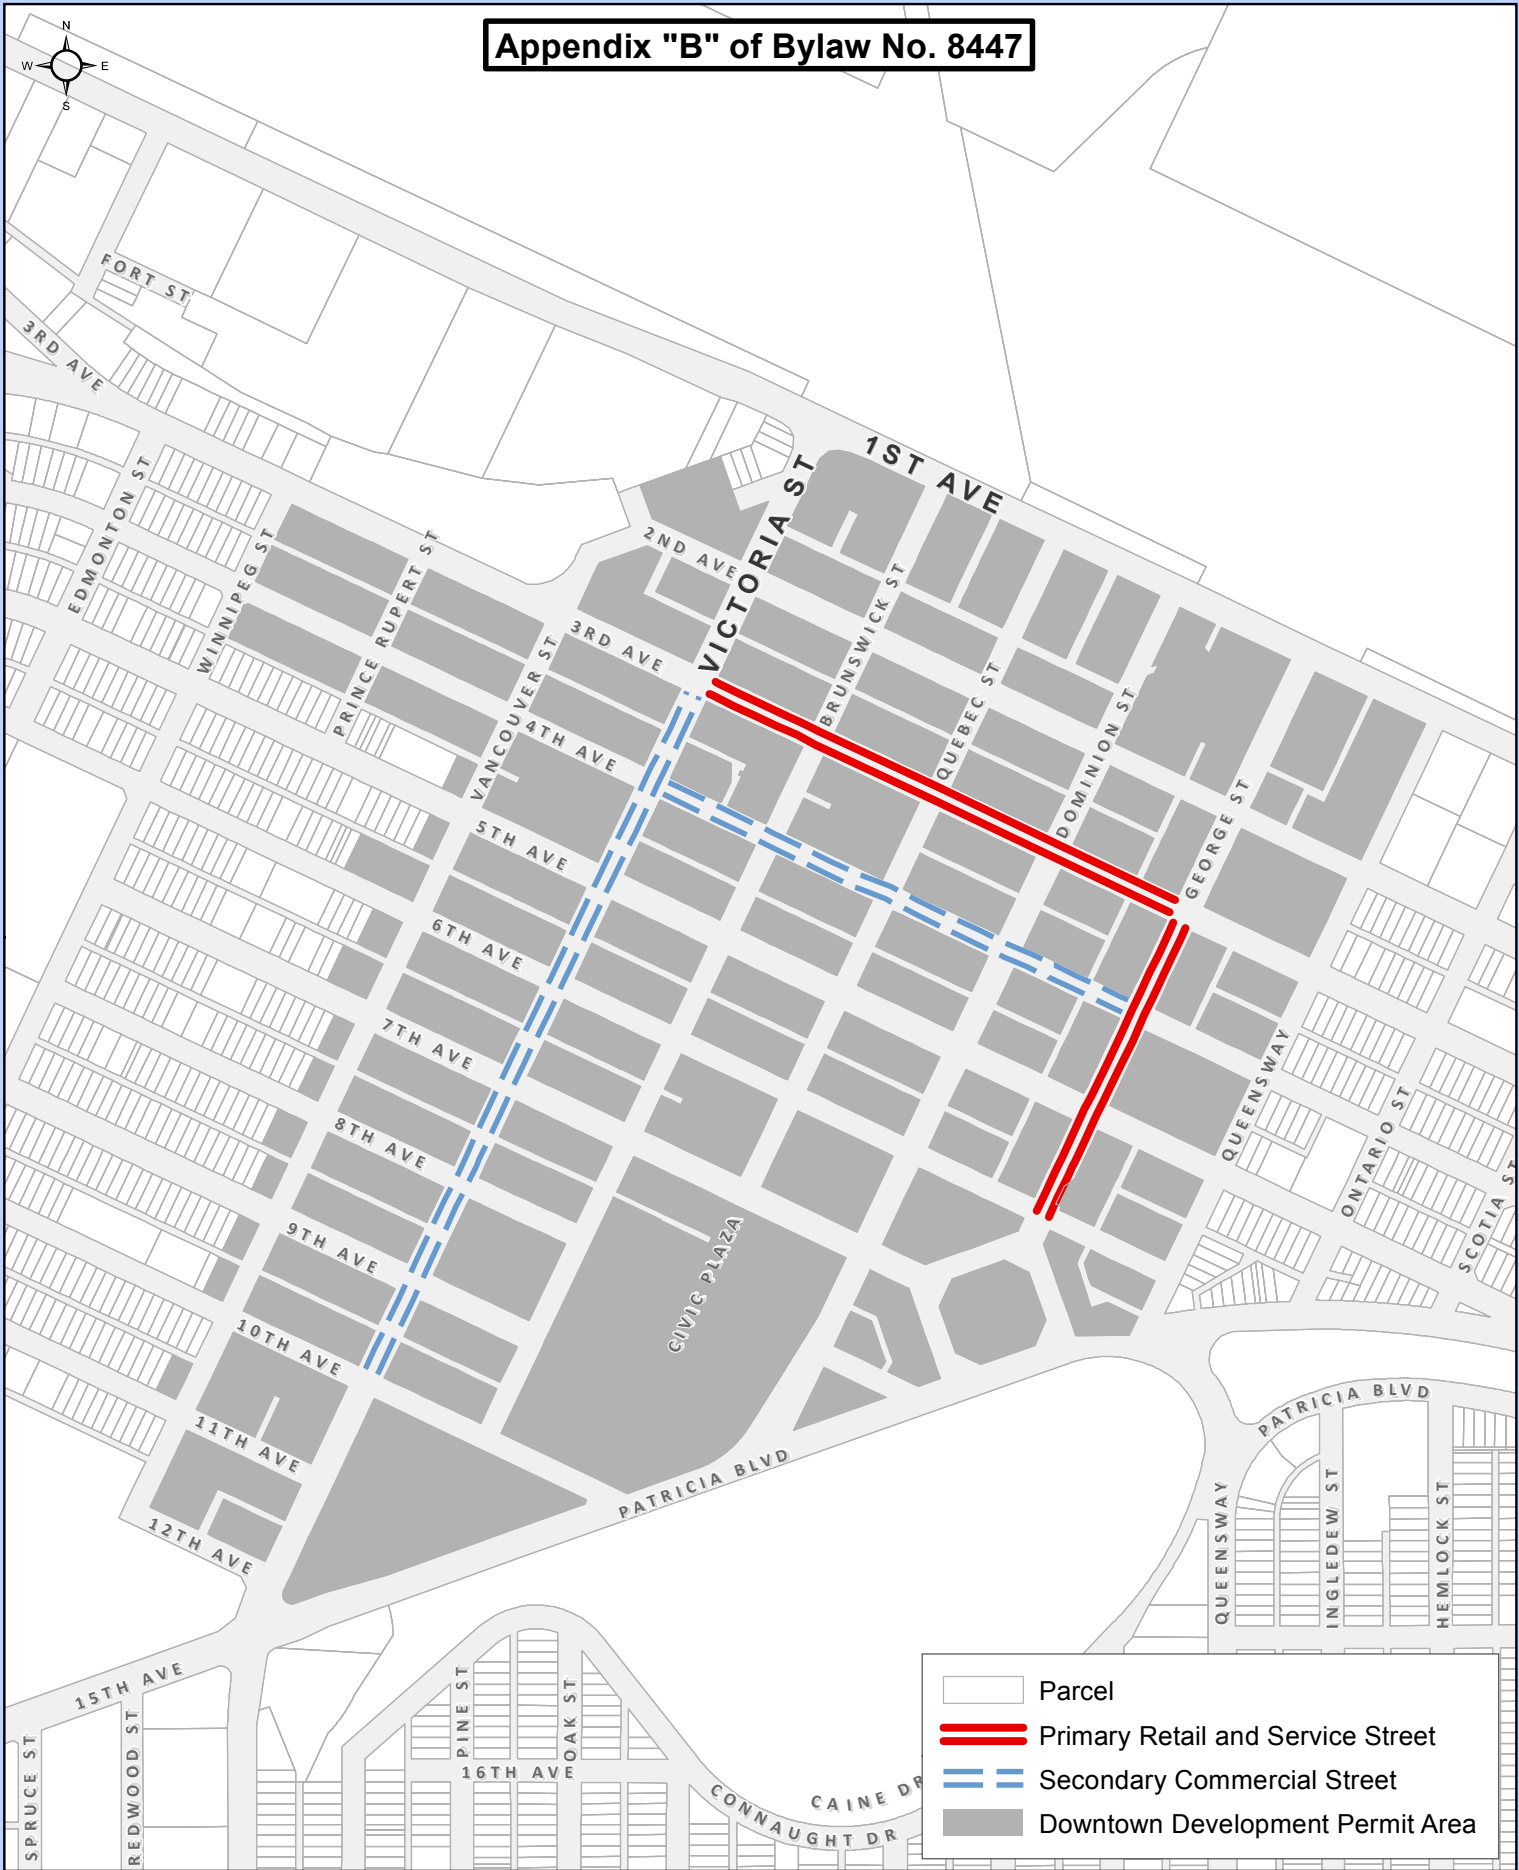 Appendix "B" of Bylaw No. 8447
N
W
E
S
FORT ST
3RD AVE
1ST AVE
VICTORIA ST
EDMONTON ST
WINNIPEG ST
PRINCE RUPERT ST
2ND AVE
3RD AVE
VANCOUVER ST
BRUNSWICK ST
QUEBEC ST
DOMINION ST
GEORGE ST
4TH AVE
5TH AVE
6TH AVE
7TH AVE
8TH AVE
9TH AVE
10TH AVE
11TH AVE
12TH AVE
CIVIC PLAZA
QUEENSWAY
ONTARIO ST
SCOTIA ST
PATRICIA BLVD
PATRICIA BLVD
QUEENSWAY
INGLEDEW ST
HEMLOCK ST
15TH AVE
SPRUCE ST
REDWOOD ST
PINE ST
OAK ST
16TH AVE
CONNAUGHT DR
CAINE DR
Parcel
Primary Retail and Service Street
Secondary Commercial Street
Downtown Development Permit Area